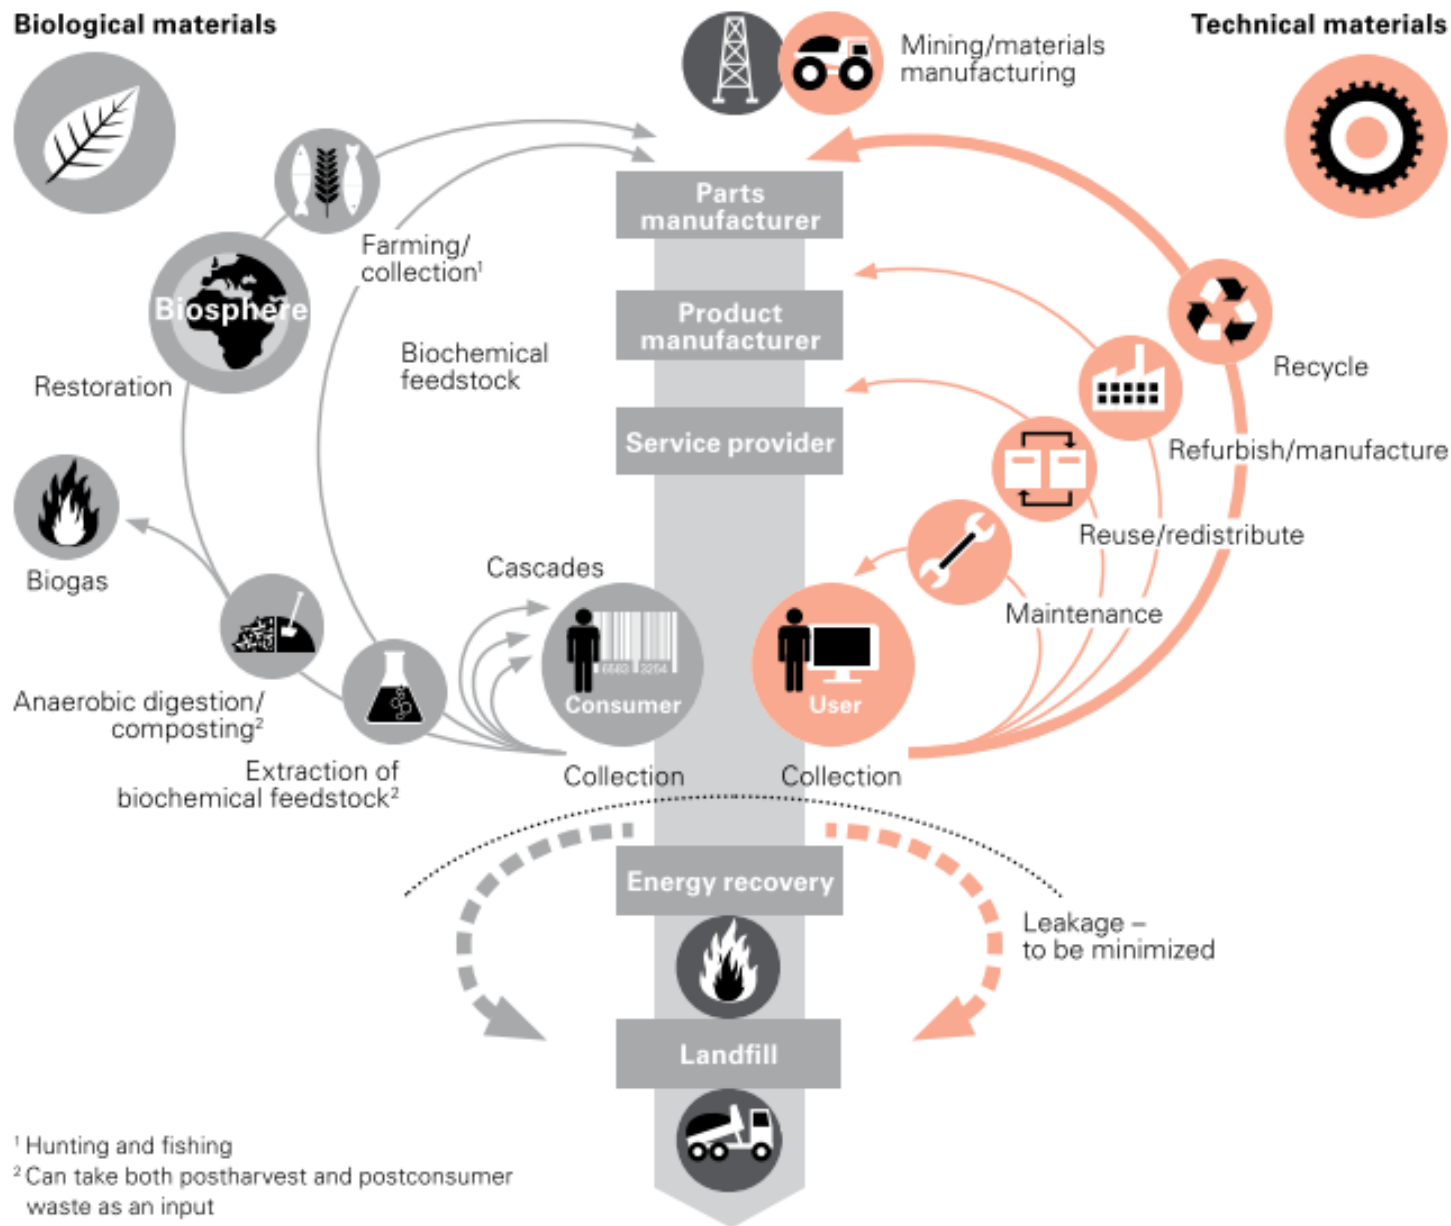 Biological materials
Technical materials
Mining/materials
manufacturing
Parts
manufacturer
Farming/
collection¹
Biosphere
Product
manufacturer
Biochemical
feedstock
Restoration
Recycle
Service provider
Refurbish/manufacture
Reuse/redistribute
Cascades
Biogas
Maintenance
6583 3254
Consumer
User
Anaerobic digestion/
composting²
Extraction of
biochemical feedstock²
Collection
Collection
Energy recovery
Leakage –
to be minimized
Landfill
¹ Hunting and fishing
² Can take both postharvest and postconsumer
waste as an input